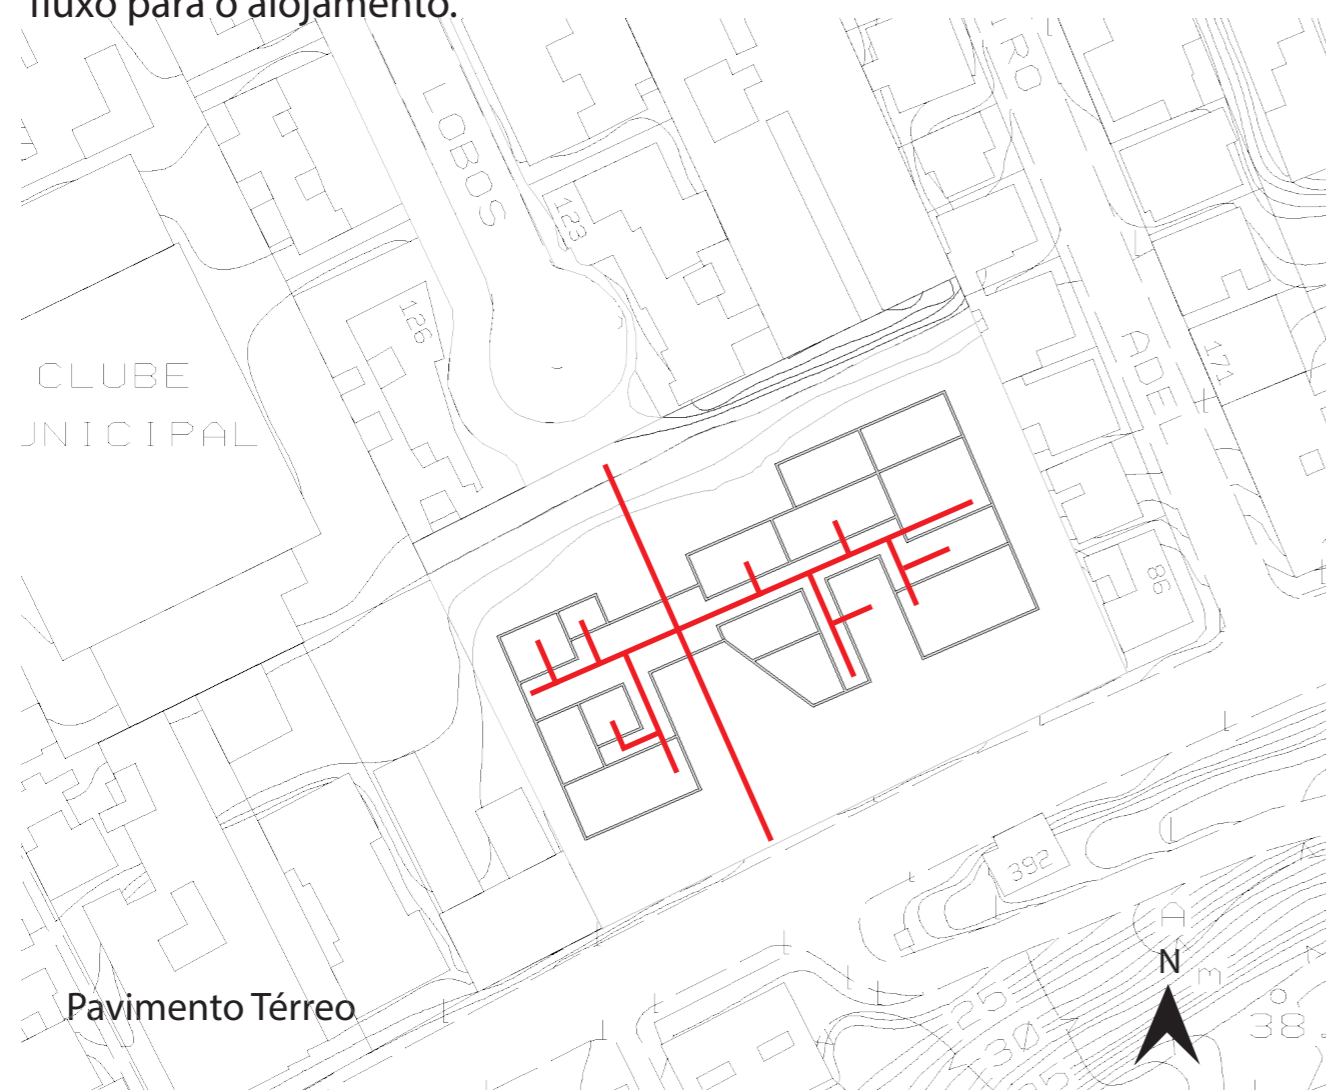 fluxo para o alojamento.
RO
LOBOS
123
126
CLUBE
UNICIPAL
ADEL
171
86
392
A
N
m
Pavimento Térreo
25
30
38.